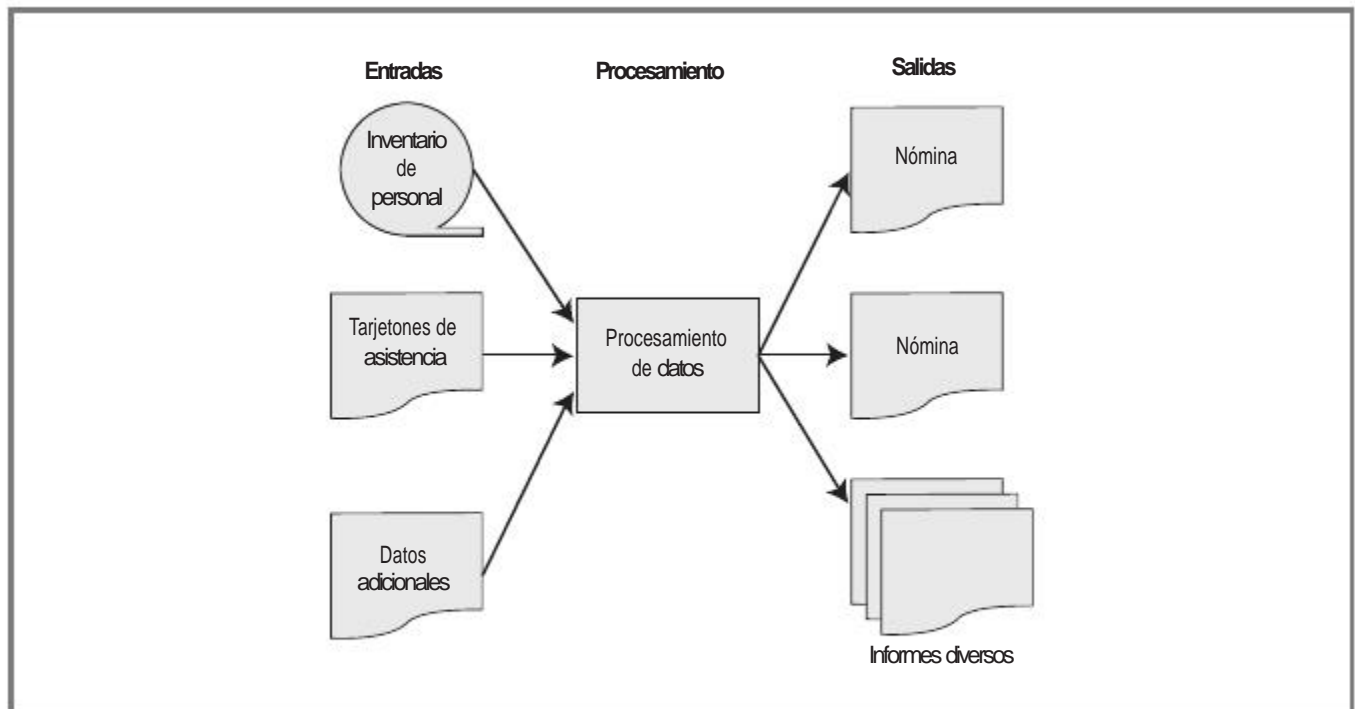 Entradas
Procesamiento
Salidas
Inventario
de
personal
Nómina
Tarjetones de
asistencia
Procesamiento
de datos
Nómina
Datos
adicionales
Informes diversos